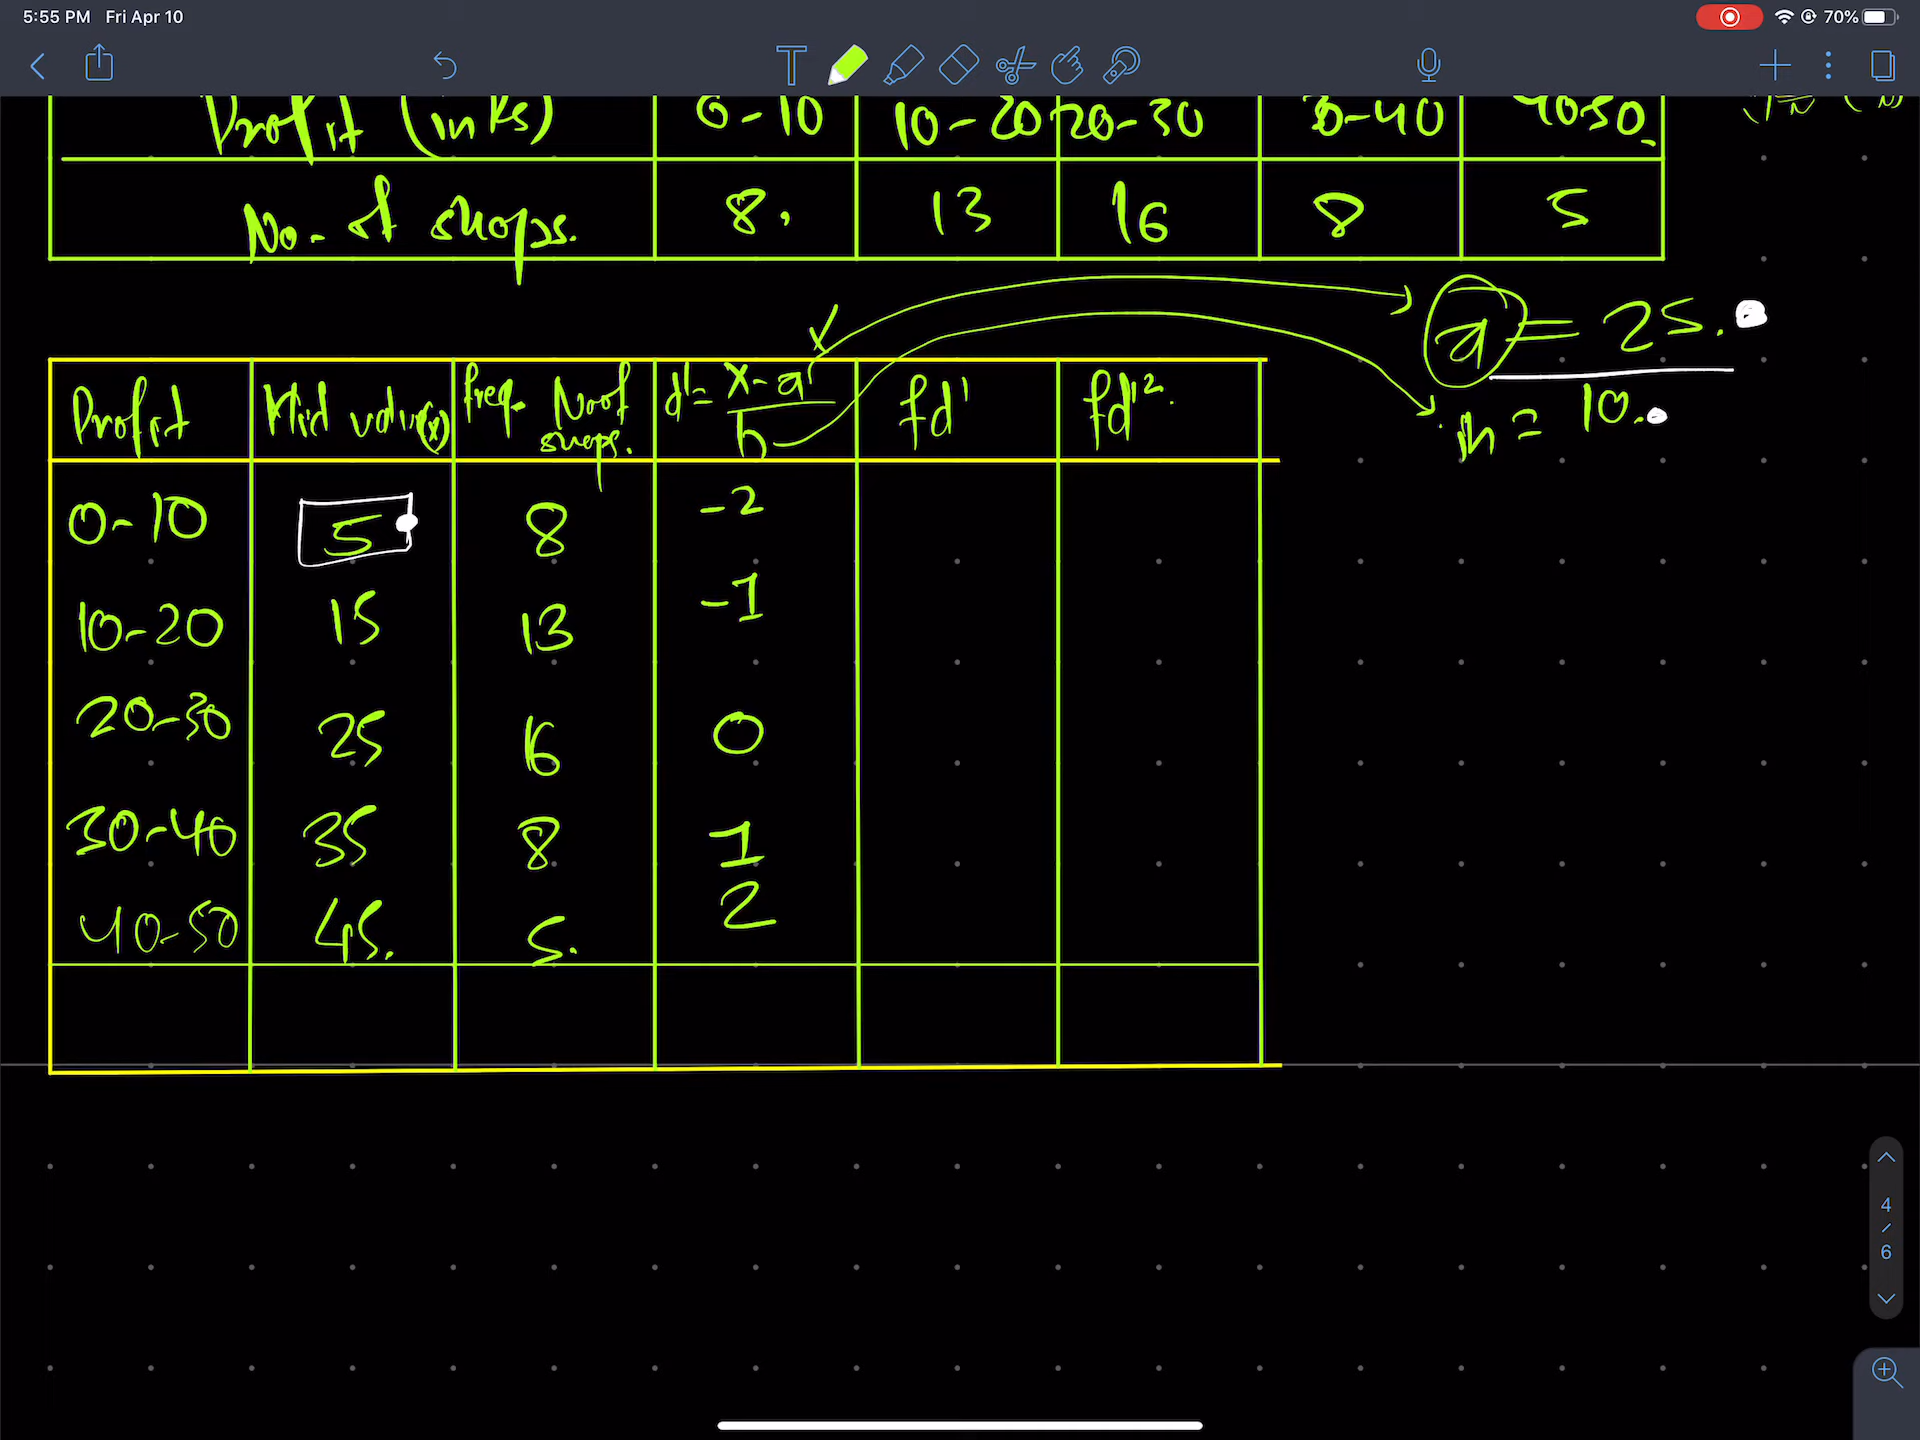 5:55 PM Fri Apr 10
70%
Profit (in Rs) 0-10 10-20 20-30 30-40 40-50
No. of shops. 8, 13 16 8 5
a = 25.
h = 10.
Profit Mid value(x) freq. No of shops. d' = x-a/h fd' fd'².
0-10 5 8 -2
10-20 15 13 -1
20-30 25 16 0
30-40 35 8 1
40-50 45. 5. 2
4
/
6